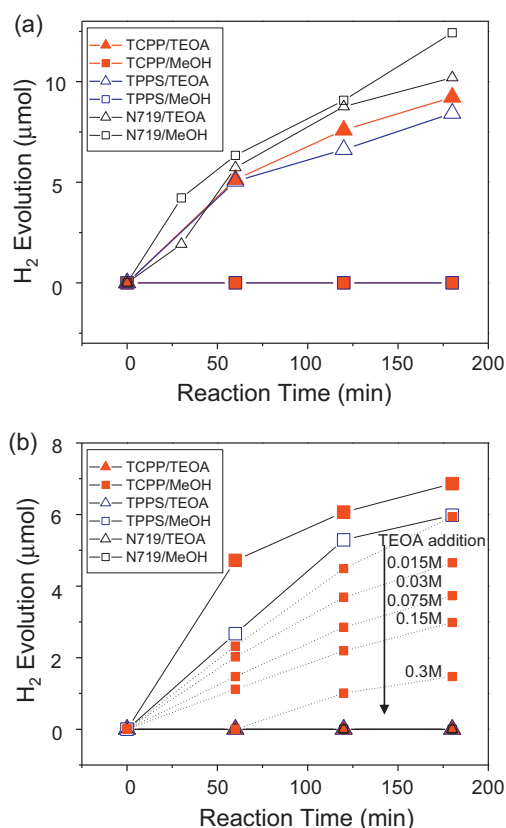 (a)
TCPP/TEOA
TCPP/MeOH
TPPS/TEOA
TPPS/MeOH
N719/TEOA
N719/MeOH
10
5
0
H₂ Evolution (μmol)
0 50 100 150 200
Reaction Time (min)
(b)
8
6
4
2
0
H₂ Evolution (μmol)
TCPP/TEOA
TCPP/MeOH
TPPS/TEOA
TPPS/MeOH
N719/TEOA
N719/MeOH
TEOA addition
0.015M
0.03M
0.075M
0.15M
0.3M
0 50 100 150 200
Reaction Time (min)